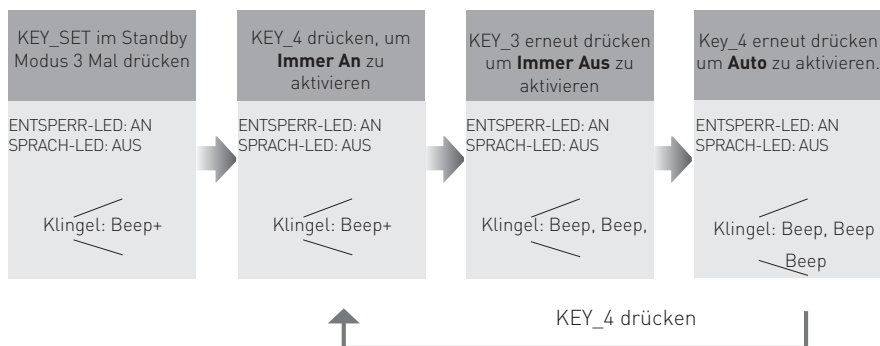 KEY_SET im Standby
Modus 3 Mal drücken
ENTSPERR-LED: AN
SPRACH-LED: AUS
Klingel: Beep+
KEY_4 drücken, um
Immer An zu
aktivieren
ENTSPERR-LED: AN
SPRACH-LED: AUS
Klingel: Beep+
KEY_3 erneut drücken
um Immer Aus zu
aktivieren
ENTSPERR-LED: AN
SPRACH-LED: AUS
Klingel: Beep, Beep,
Key_4 erneut drücken
um Auto zu aktivieren.
ENTSPERR-LED: AN
SPRACH-LED: AUS
Klingel: Beep, Beep
Beep
KEY_4 drücken